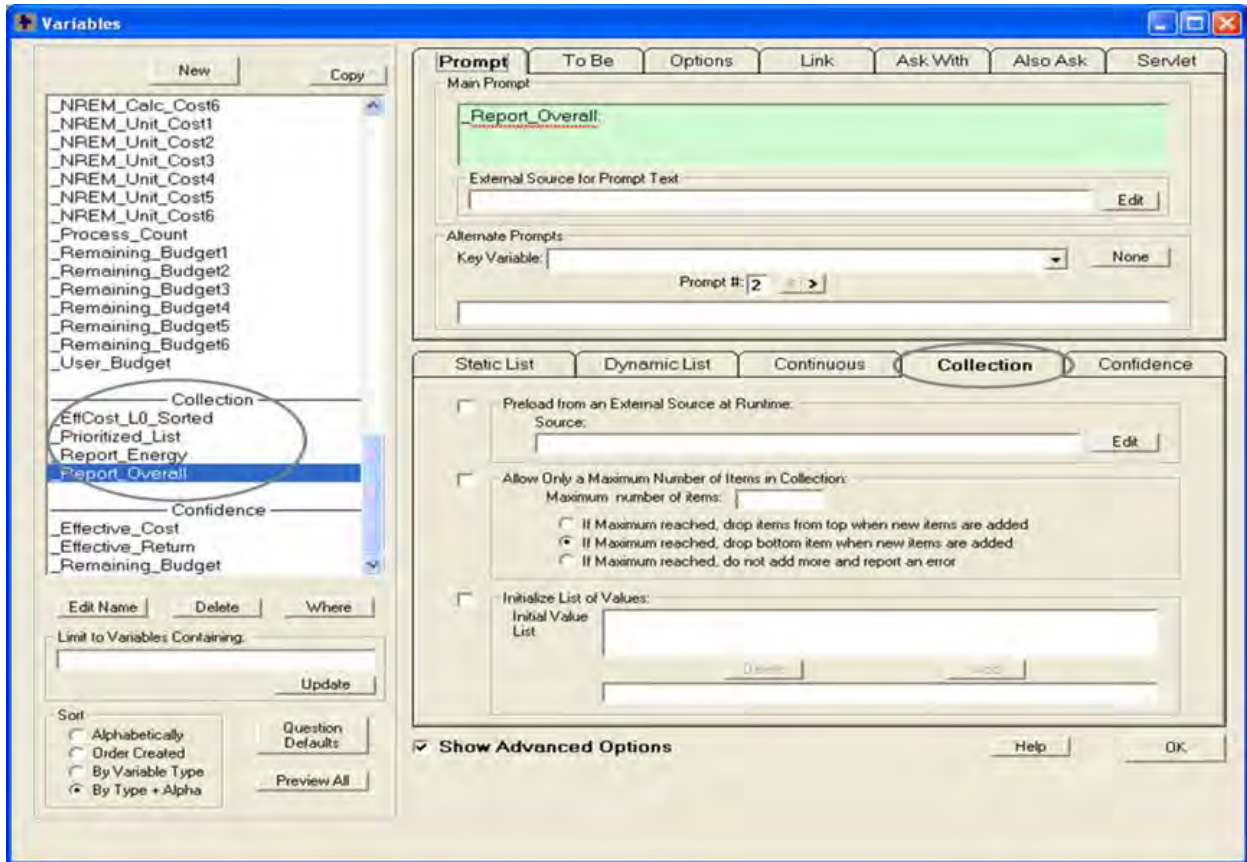 Variables
New
Copy
_NREM_Calc_Cost6
_NREM_Unit_Cost1
_NREM_Unit_Cost2
_NREM_Unit_Cost3
_NREM_Unit_Cost4
_NREM_Unit_Cost5
_NREM_Unit_Cost6
_Process_Count
_Remaining_Budget1
_Remaining_Budget2
_Remaining_Budget3
_Remaining_Budget4
_Remaining_Budget5
_Remaining_Budget6
_User_Budget
Collection
_EffCost_L0_Sorted
_Prioritized_List
_Report_Energy
_Report_Overall
Confidence
_Effective_Cost
_Effective_Return
_Remaining_Budget
Edit Name Delete Where
Limit to Variables Containing:
Update
Sort
Alphabetically
Order Created
By Variable Type
By Type + Alpha
Question Defaults
Preview All
Prompt To Be Options Link Ask With Also Ask Servlet
Main Prompt
_Report_Overall:
External Source for Prompt Text
Edit
Alternate Prompts
Key Variable:
None
Prompt #: 2 < >
Static List Dynamic List Continuous Collection Confidence
Preload from an External Source at Runtime:
Source:
Edit
Allow Only a Maximum Number of Items in Collection:
Maximum number of items:
If Maximum reached, drop items from top when new items are added
If Maximum reached, drop bottom item when new items are added
If Maximum reached, do not add more and report an error
Initialize List of Values:
Initial Value
List
Delete Add
Show Advanced Options
Help
OK